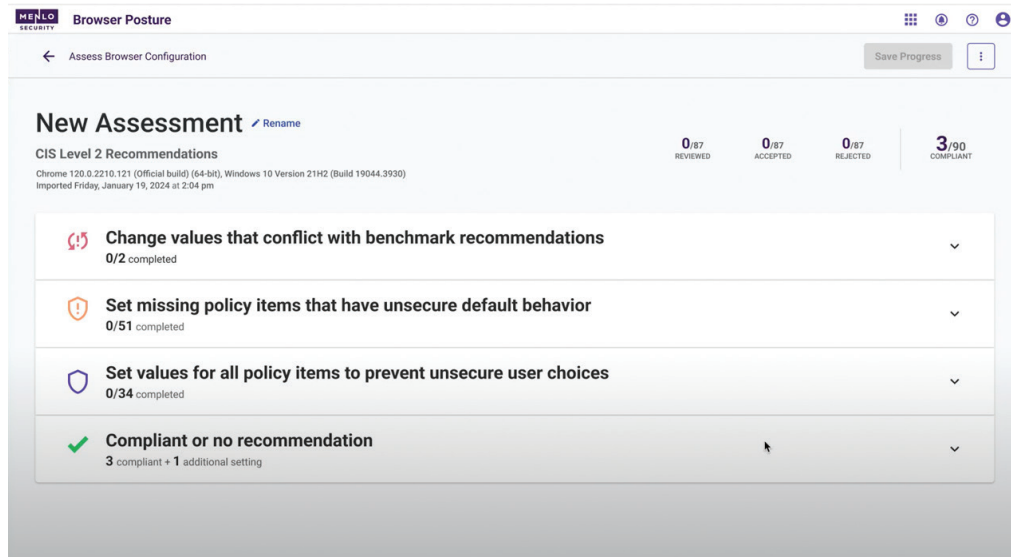 MENLO
SECURITY
Browser Posture
Assess Browser Configuration
Save Progress
New Assessment Rename
CIS Level 2 Recommendations
Chrome 120.0.2210.121 (Official build) (64-bit), Windows 10 Version 21H2 (Build 19044.3930)
Imported Friday, January 19, 2024 at 2:04 pm
0/87
REVIEWED
0/87
ACCEPTED
0/87
REJECTED
3/90
COMPLIANT
Change values that conflict with benchmark recommendations
0/2 completed
Set missing policy items that have unsecure default behavior
0/51 completed
Set values for all policy items to prevent unsecure user choices
0/34 completed
Compliant or no recommendation
3 compliant + 1 additional setting